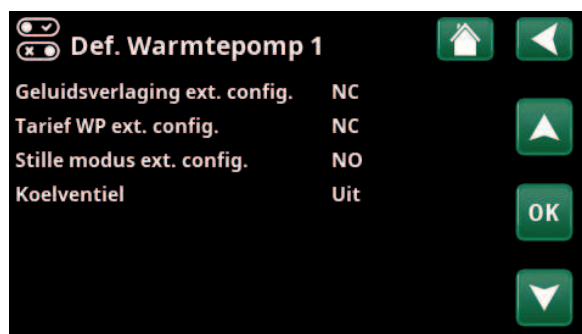 Def. Warmtepomp 1
Geluidsverlaging ext. config. NC
Tarief WP ext. config. NC
Stille modus ext. config. NO
Koelventiel Uit
OK